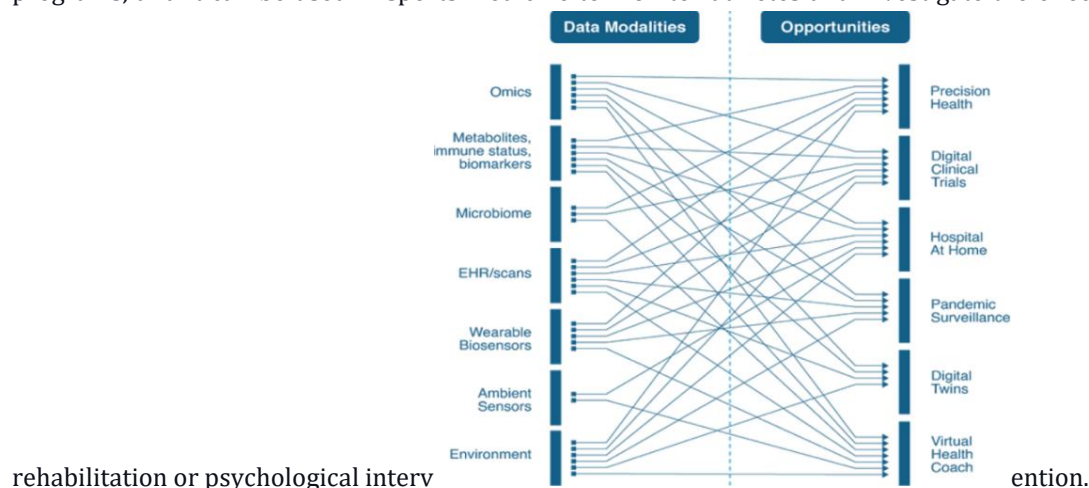 Data Modalities
Opportunities
Omics
Metabolites,
immune status,
biomarkers
Microbiome
EHR/scans
Wearable
Biosensors
Ambient
Sensors
Environment
Precision
Health
Digital
Clinical
Trials
Hospital
At Home
Pandemic
Surveillance
Digital
Twins
Virtual
Health
Coach
rehabilitation or psychological interv
ention.